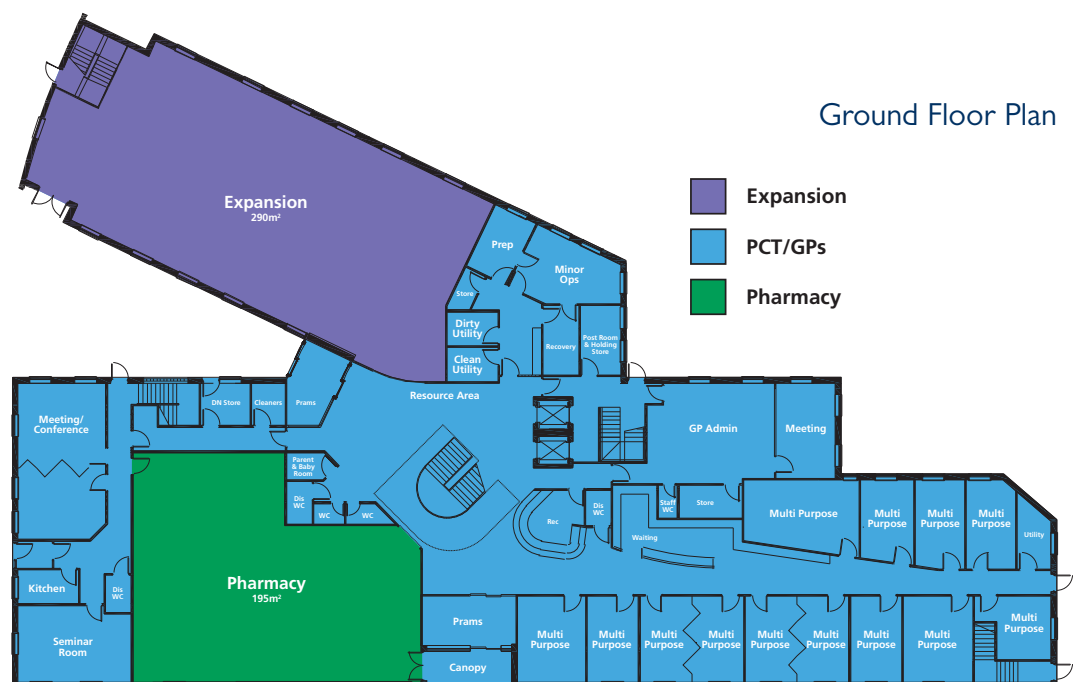 Ground Floor Plan
Expansion
PCT/GPs
Pharmacy
Expansion
290m²
Prep
Minor
Ops
Store
Dirty
Utility
Clean
Utility
Recovery
Post Room
& Holding
Store
Resource Area
Meeting/
Conference
DN Store
Cleaners
Prams
GP Admin
Meeting
Parent
& Baby
Room
Dis
WC
WC
WC
Rec
Dis
WC
Staff
WC
Store
Waiting
Multi Purpose
Multi
Purpose
Multi
Purpose
Multi
Purpose
Utility
Kitchen
Dis
WC
Pharmacy
195m²
Seminar
Room
Prams
Canopy
Multi
Purpose
Multi
Purpose
Multi
Purpose
Multi
Purpose
Multi
Purpose
Multi
Purpose
Multi
Purpose
Multi
Purpose
Multi
Purpose